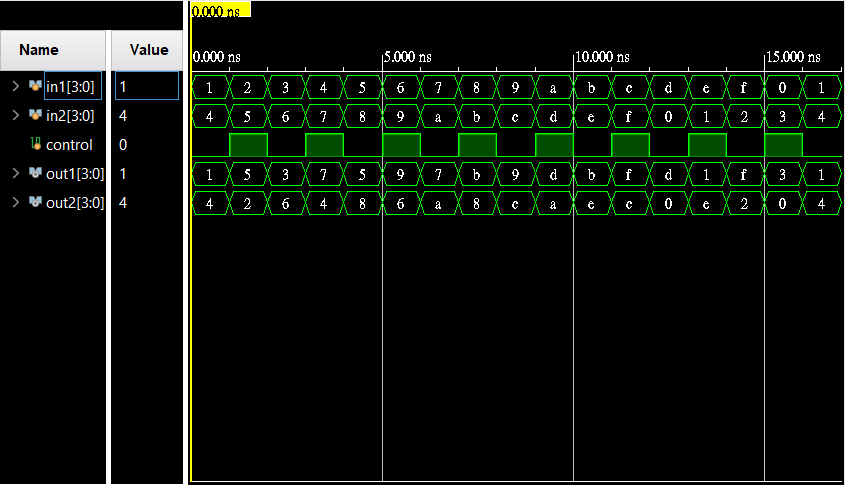 0.000 ns
Name Value 0.000 ns 5.000 ns 10.000 ns 15.000 ns
in1[3:0] 1 1 2 3 4 5 6 7 8 9 a b c d e f 0 1
in2[3:0] 4 4 5 6 7 8 9 a b c d e f 0 1 2 3 4
control 0
out1[3:0] 1 1 5 3 7 5 9 7 b 9 d b f d 1 f 3 1
out2[3:0] 4 4 2 6 4 8 6 a 8 c a e c 0 e 2 0 4